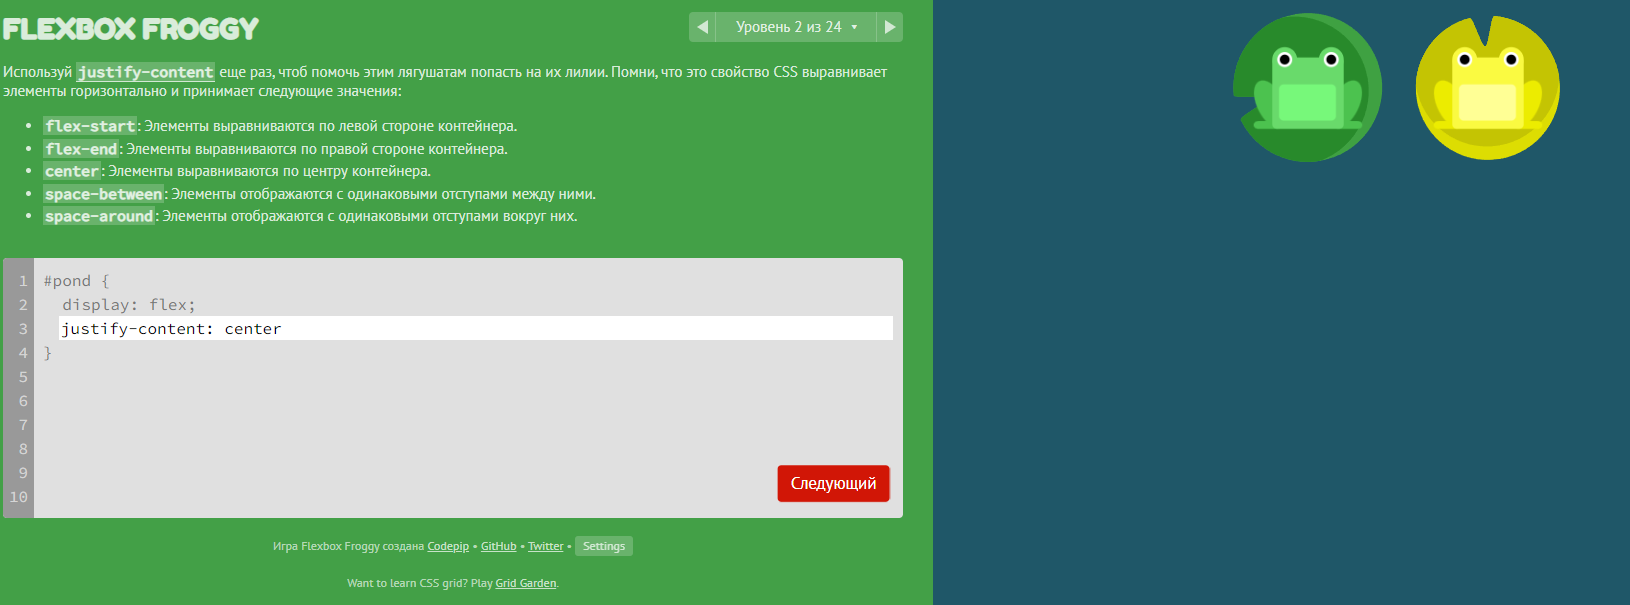 FLEXBOX FROGGY
Уровень 2 из 24
Используй justify-content еще раз, чтоб помочь этим лягушатам попасть на их лилии. Помни, что это свойство CSS выравнивает
элементы горизонтально и принимает следующие значения:
• flex-start: Элементы выравниваются по левой стороне контейнера.
• flex-end: Элементы выравниваются по правой стороне контейнера.
• center: Элементы выравниваются по центру контейнера.
• space-between: Элементы отображаются с одинаковыми отступами между ними.
• space-around: Элементы отображаются с одинаковыми отступами вокруг них.
1 #pond {
2 display: flex;
3 justify-content: center
4 }
5
6
7
8
9
10
Следующий
Игра Flexbox Froggy создана Codepip • GitHub • Twitter • Settings
Want to learn CSS grid? Play Grid Garden.